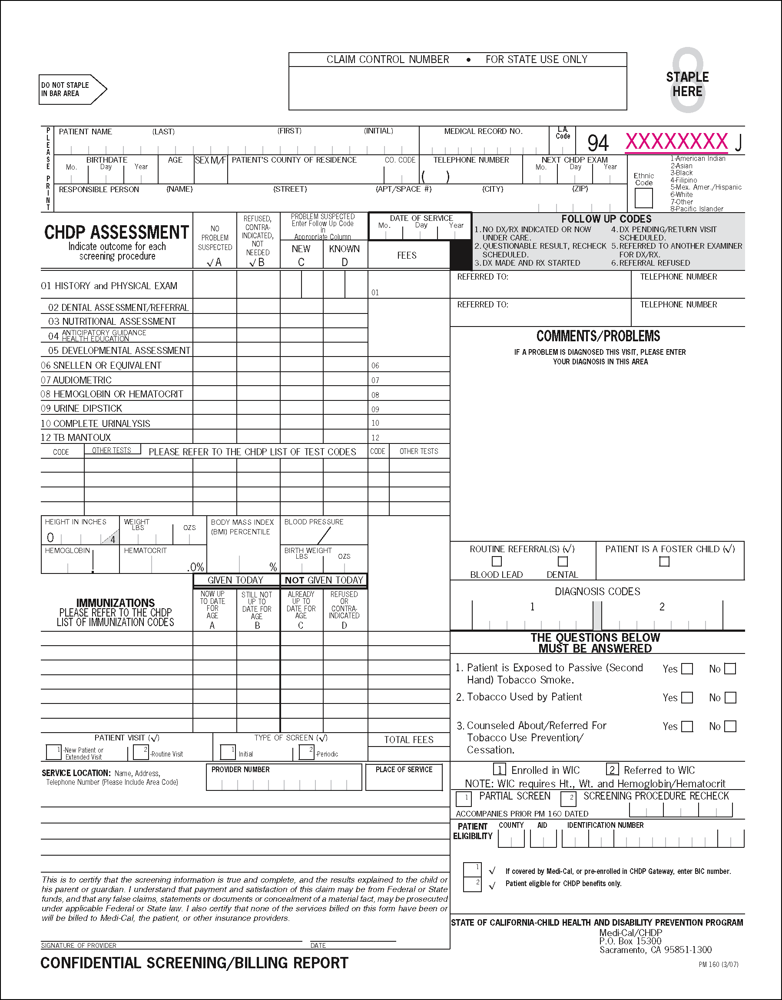 CLAIM CONTROL NUMBER • FOR STATE USE ONLY
8
STAPLE
HERE
DO NOT STAPLE
IN BAR AREA
PLEASE PRINT
PATIENT NAME (LAST) (FIRST) (INITIAL) MEDICAL RECORD NO. L.A. Code
94 XXXXXXXX J
BIRTHDATE AGE SEX M/F PATIENT'S COUNTY OF RESIDENCE CO. CODE TELEPHONE NUMBER NEXT CHDP EXAM
Mo. Day Year ( ) Mo. Day Year
Ethnic
Code
1-American Indian
2-Asian
3-Black
4-Filipino
5-Mex. Amer./Hispanic
6-White
7-Other
8-Pacific Islander
RESPONSIBLE PERSON (NAME) (STREET) (APT/SPACE #) (CITY) (ZIP)
CHDP ASSESSMENT
Indicate outcome for each
screening procedure
NO
PROBLEM
SUSPECTED
√ A
REFUSED,
CONTRA-
INDICATED,
NOT
NEEDED
√ B
PROBLEM SUSPECTED
Enter Follow Up Code
in
Appropriate Column
NEW KNOWN
C D
DATE OF SERVICE
Mo. Day Year
FEES
FOLLOW UP CODES
1. NO DX/RX INDICATED OR NOW
UNDER CARE.
2. QUESTIONABLE RESULT, RECHECK
SCHEDULED.
3. DX MADE AND RX STARTED
4. DX PENDING/RETURN VISIT
SCHEDULED.
5. REFERRED TO ANOTHER EXAMINER
FOR DX/RX.
6. REFERRAL REFUSED
01 HISTORY and PHYSICAL EXAM 01
02 DENTAL ASSESSMENT/REFERRAL
03 NUTRITIONAL ASSESSMENT
04 ANTICIPATORY GUIDANCE
HEALTH EDUCATION
05 DEVELOPMENTAL ASSESSMENT
06 SNELLEN OR EQUIVALENT 06
07 AUDIOMETRIC 07
08 HEMOGLOBIN OR HEMATOCRIT 08
09 URINE DIPSTICK 09
10 COMPLETE URINALYSIS 10
12 TB MANTOUX 12
CODE OTHER TESTS PLEASE REFER TO THE CHDP LIST OF TEST CODES CODE OTHER TESTS
REFERRED TO: TELEPHONE NUMBER
REFERRED TO: TELEPHONE NUMBER
COMMENTS/PROBLEMS
IF A PROBLEM IS DIAGNOSED THIS VISIT, PLEASE ENTER
YOUR DIAGNOSIS IN THIS AREA
HEIGHT IN INCHES WEIGHT BODY MASS INDEX BLOOD PRESSURE
LBS OZS (BMI) PERCENTILE /
0 4
HEMOGLOBIN HEMATOCRIT BIRTH WEIGHT
LBS OZS
. .0% %
GIVEN TODAY NOT GIVEN TODAY
IMMUNIZATIONS
PLEASE REFER TO THE CHDP
LIST OF IMMUNIZATION CODES
NOW UP
TO DATE
FOR
AGE
A
STILL NOT
UP TO
DATE FOR
AGE
B
ALREADY
UP TO
DATE FOR
AGE
C
REFUSED
OR
CONTRA-
INDICATED
D
ROUTINE REFERRAL(S) (√) PATIENT IS A FOSTER CHILD (√)
BLOOD LEAD DENTAL
DIAGNOSIS CODES
1 2
THE QUESTIONS BELOW
MUST BE ANSWERED
1. Patient is Exposed to Passive (Second Yes No
Hand) Tobacco Smoke.
2. Tobacco Used by Patient Yes No
3. Counseled About/Referred For Yes No
Tobacco Use Prevention/
Cessation.
PATIENT VISIT (√) TYPE OF SCREEN (√) TOTAL FEES
1 -New Patient or
Extended Visit
2 -Routine Visit 1 Initial 2 -Periodic
SERVICE LOCATION: Name, Address,
Telephone Number (Please Include Area Code)
PROVIDER NUMBER PLACE OF SERVICE
1 Enrolled in WIC 2 Referred to WIC
NOTE: WIC requires Ht., Wt. and Hemoglobin/Hematocrit
1 PARTIAL SCREEN 2 SCREENING PROCEDURE RECHECK
ACCOMPANIES PRIOR PM 160 DATED
PATIENT
ELIGIBILITY
COUNTY AID IDENTIFICATION NUMBER
1 √ If covered by Medi-Cal, or pre-enrolled in CHDP Gateway, enter BIC number.
2 √ Patient eligible for CHDP benefits only.
This is to certify that the screening information is true and complete, and the results explained to the child or
his parent or guardian. I understand that payment and satisfaction of this claim may be from Federal or State
funds, and that any false claims, statements or documents or concealment of a material fact, may be prosecuted
under applicable Federal or State law. I also certify that none of the services billed on this form have been or
will be billed to Medi-Cal, the patient, or other insurance providers.
SIGNATURE OF PROVIDER DATE
STATE OF CALIFORNIA-CHILD HEALTH AND DISABILITY PREVENTION PROGRAM
Medi-Cal/CHDP
P.O. Box 15300
Sacramento, CA 95851-1300
CONFIDENTIAL SCREENING/BILLING REPORT
PM 160 (3/07)